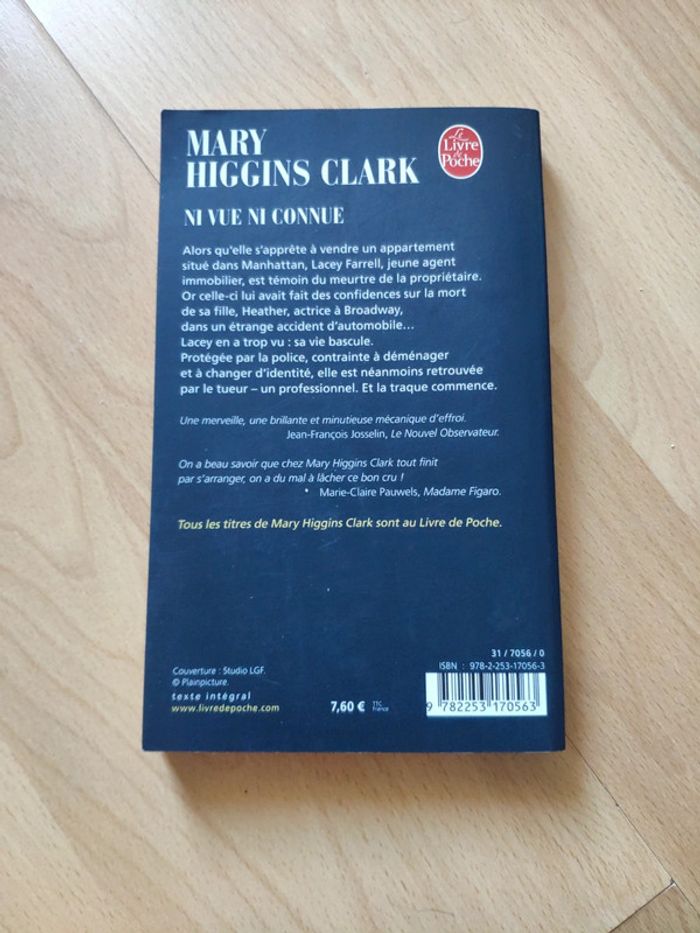 MARY
HIGGINS CLARK
Le
Livre
de
Poche
NI VUE NI CONNUE
Alors qu'elle s'apprête à vendre un appartement
situé dans Manhattan, Lacey Farrell, jeune agent
immobilier, est témoin du meurtre de la propriétaire.
Or celle-ci lui avait fait des confidences sur la mort
de sa fille, Heather, actrice à Broadway,
dans un étrange accident d'automobile…
Lacey en a trop vu : sa vie bascule.
Protégée par la police, contrainte à déménager
et à changer d'identité, elle est néanmoins retrouvée
par le tueur – un professionnel. Et la traque commence.
Une merveille, une brillante et minutieuse mécanique d'effroi.
Jean-François Josselin, Le Nouvel Observateur.
On a beau savoir que chez Mary Higgins Clark tout finit
par s'arranger, on a du mal à lâcher ce bon cru !
Marie-Claire Pauwels, Madame Figaro.
Tous les titres de Mary Higgins Clark sont au Livre de Poche.
31 / 7056 / 0
ISBN : 978-2-253-17056-3
Couverture : Studio LGF.
© Plainpicture.
texte intégral
www.livredepoche.com
7,60 € TTC
France
9 782253 170563